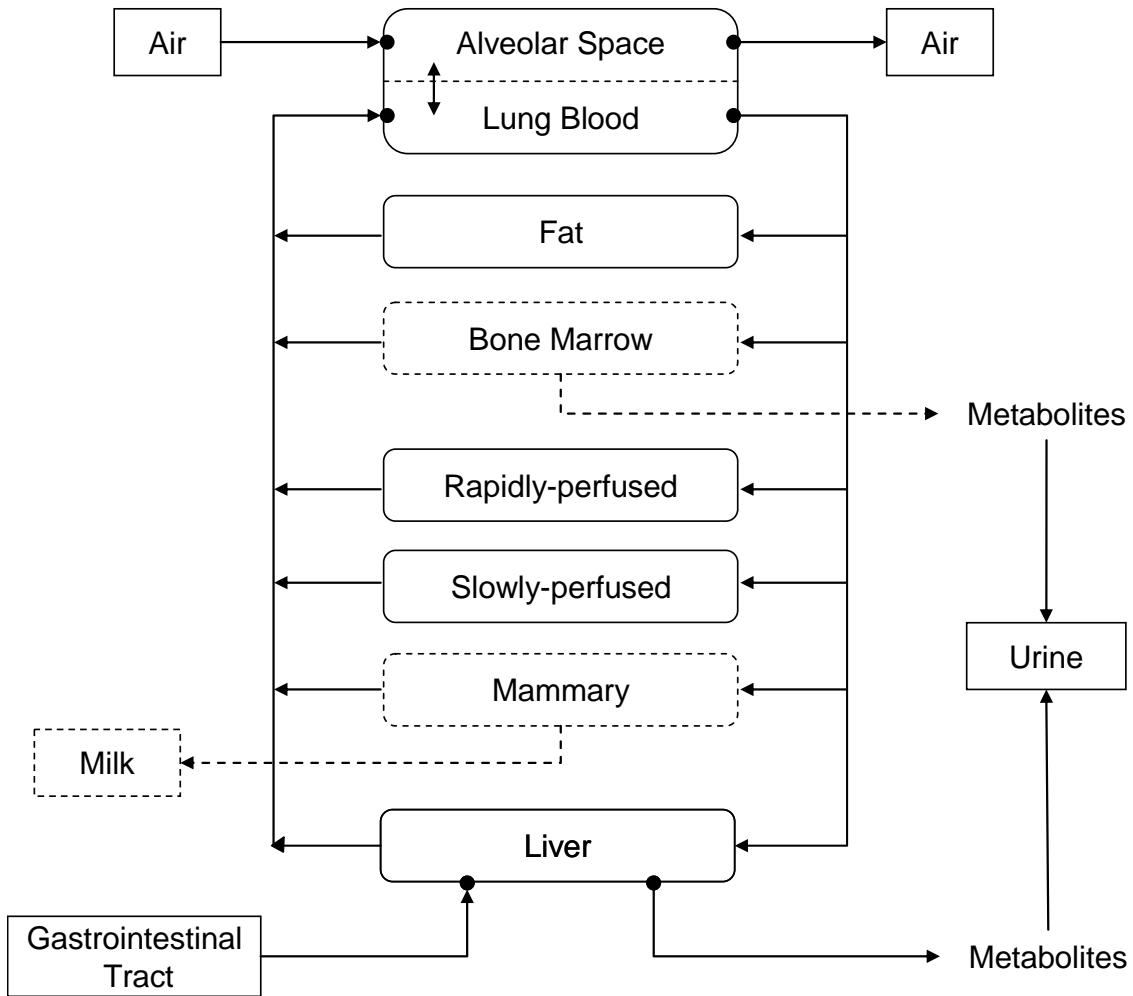 Air
Alveolar Space
Air
Lung Blood
Fat
Bone Marrow
Metabolites
Rapidly-perfused
Slowly-perfused
Urine
Mammary
Milk
Liver
Gastrointestinal
Tract
Metabolites